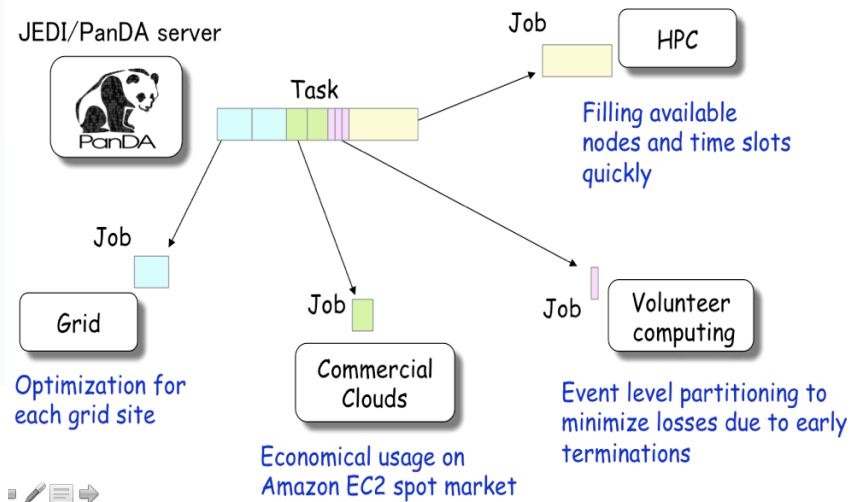 JEDI/PanDA server
PanDA
Task
Job
HPC
Filling available
nodes and time slots
quickly
Job
Grid
Optimization for
each grid site
Job
Commercial
Clouds
Economical usage on
Amazon EC2 spot market
Job
Volunteer
computing
Event level partitioning to
minimize losses due to early
terminations